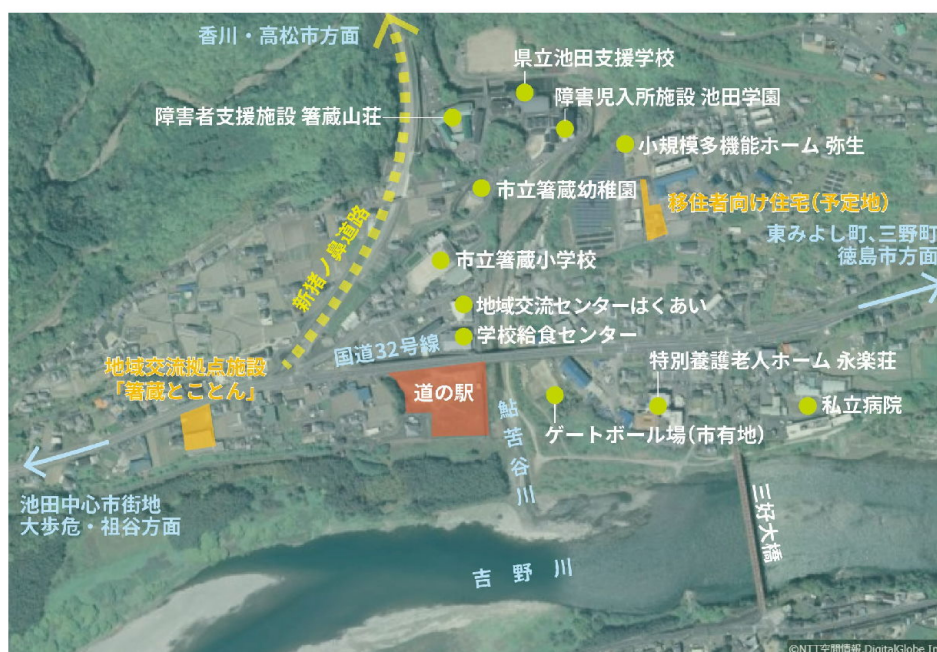 香川・高松市方面
県立池田支援学校
障害児入所施設 池田学園
障害者支援施設 箸蔵山荘
小規模多機能ホーム 弥生
市立箸蔵幼稚園
移住者向け住宅(予定地)
東みよし町、三野町
徳島市方面
新猪ノ鼻道路
市立箸蔵小学校
地域交流センターはくあい
学校給食センター
国道32号線
地域交流拠点施設
「箸蔵とことん」
特別養護老人ホーム 永楽荘
道の駅
私立病院
鮎苦谷川
ゲートボール場(市有地)
池田中心市街地
大歩危・祖谷方面
三好大橋
吉野川
©NTT空間情報,DigitalGlobe,In